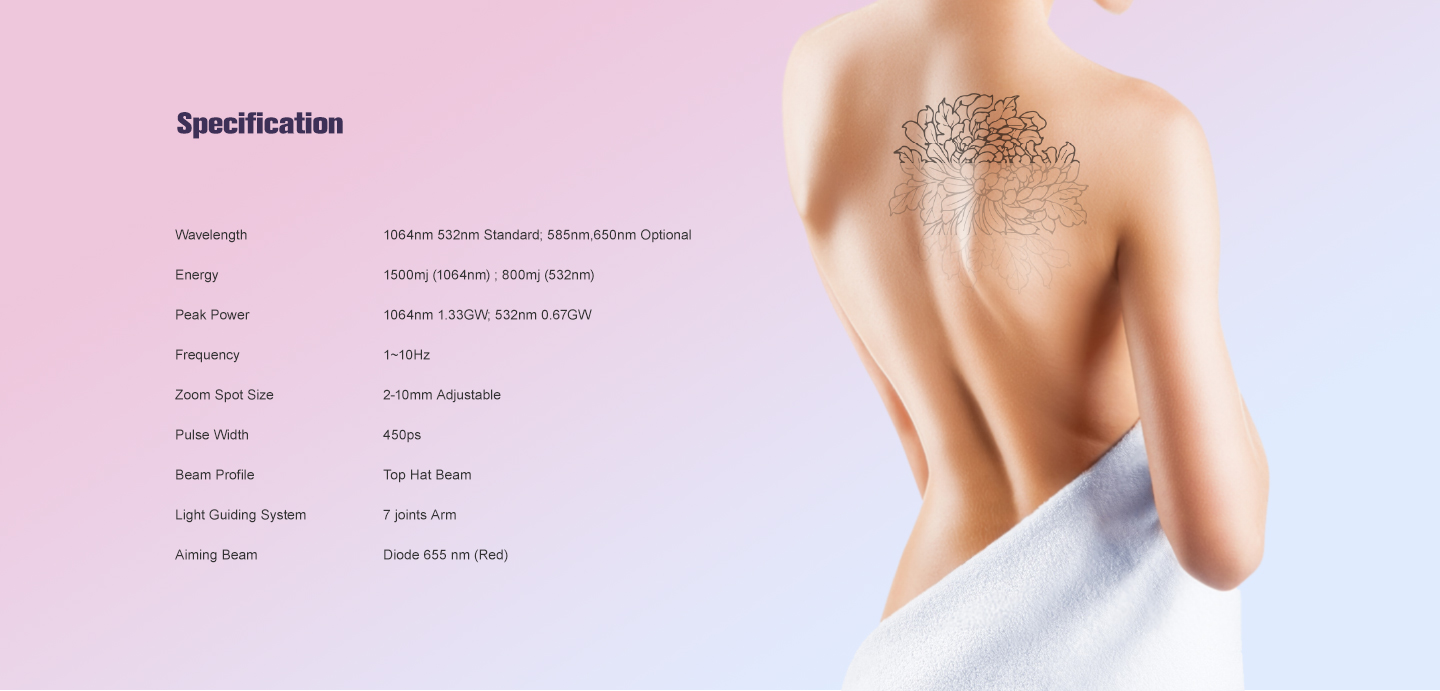 Specification
Wavelength 1064nm 532nm Standard; 585nm,650nm Optional
Energy 1500mj (1064nm) ; 800mj (532nm)
Peak Power 1064nm 1.33GW; 532nm 0.67GW
Frequency 1~10Hz
Zoom Spot Size 2-10mm Adjustable
Pulse Width 450ps
Beam Profile Top Hat Beam
Light Guiding System 7 joints Arm
Aiming Beam Diode 655 nm (Red)